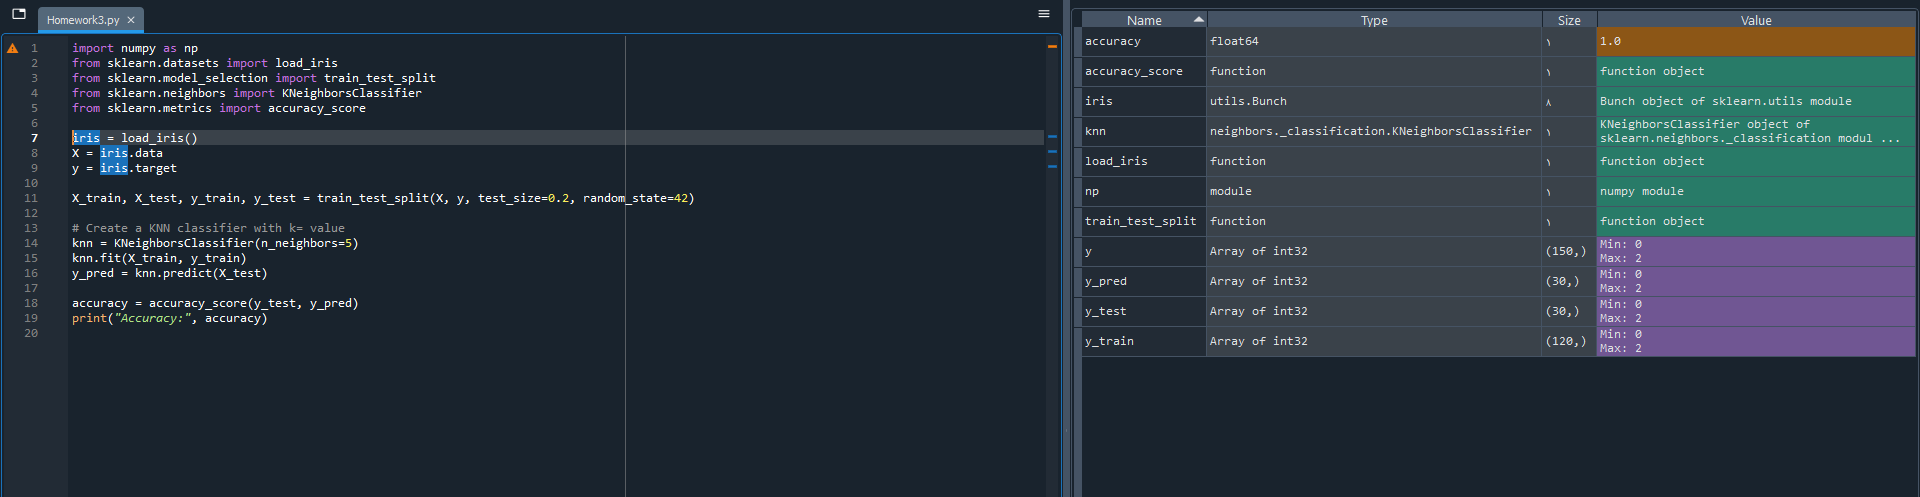 Homework3.py
1 import numpy as np
2 from sklearn.datasets import load_iris
3 from sklearn.model_selection import train_test_split
4 from sklearn.neighbors import KNeighborsClassifier
5 from sklearn.metrics import accuracy_score
6
7 iris = load_iris()
8 X = iris.data
9 y = iris.target
10
11 X_train, X_test, y_train, y_test = train_test_split(X, y, test_size=0.2, random_state=42)
12
13 # Create a KNN classifier with k= value
14 knn = KNeighborsClassifier(n_neighbors=5)
15 knn.fit(X_train, y_train)
16 y_pred = knn.predict(X_test)
17
18 accuracy = accuracy_score(y_test, y_pred)
19 print("Accuracy:", accuracy)
20
Name Type Size Value
accuracy float64 ١ 1.0
accuracy_score function ١ function object
iris utils.Bunch ٨ Bunch object of sklearn.utils module
knn neighbors._classification.KNeighborsClassifier ١ KNeighborsClassifier object of
sklearn.neighbors._classification modul ...
load_iris function ١ function object
np module ١ numpy module
train_test_split function ١ function object
y Array of int32 (150,) Min: 0
Max: 2
y_pred Array of int32 (30,) Min: 0
Max: 2
y_test Array of int32 (30,) Min: 0
Max: 2
y_train Array of int32 (120,) Min: 0
Max: 2